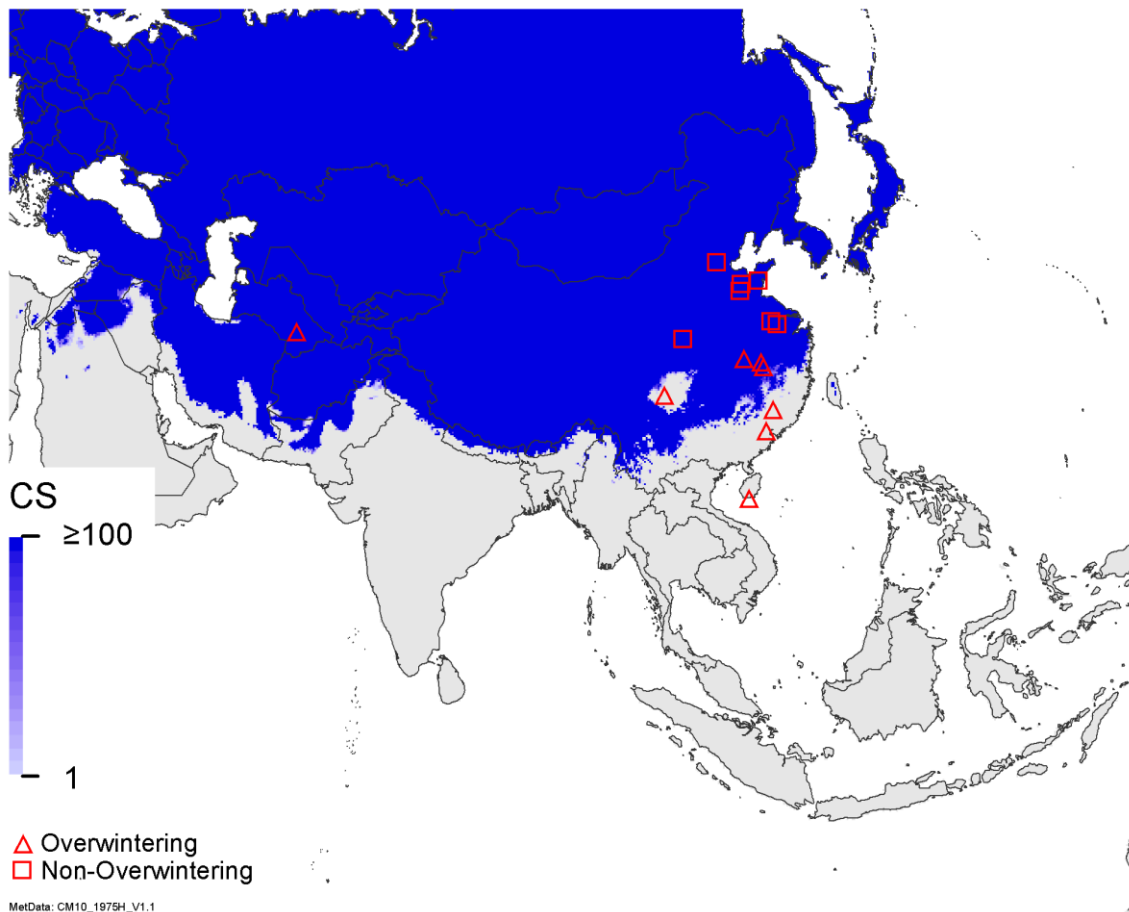 CS
≥100
1
Overwintering
Non-Overwintering
MetData: CM10_1975H_V1.1